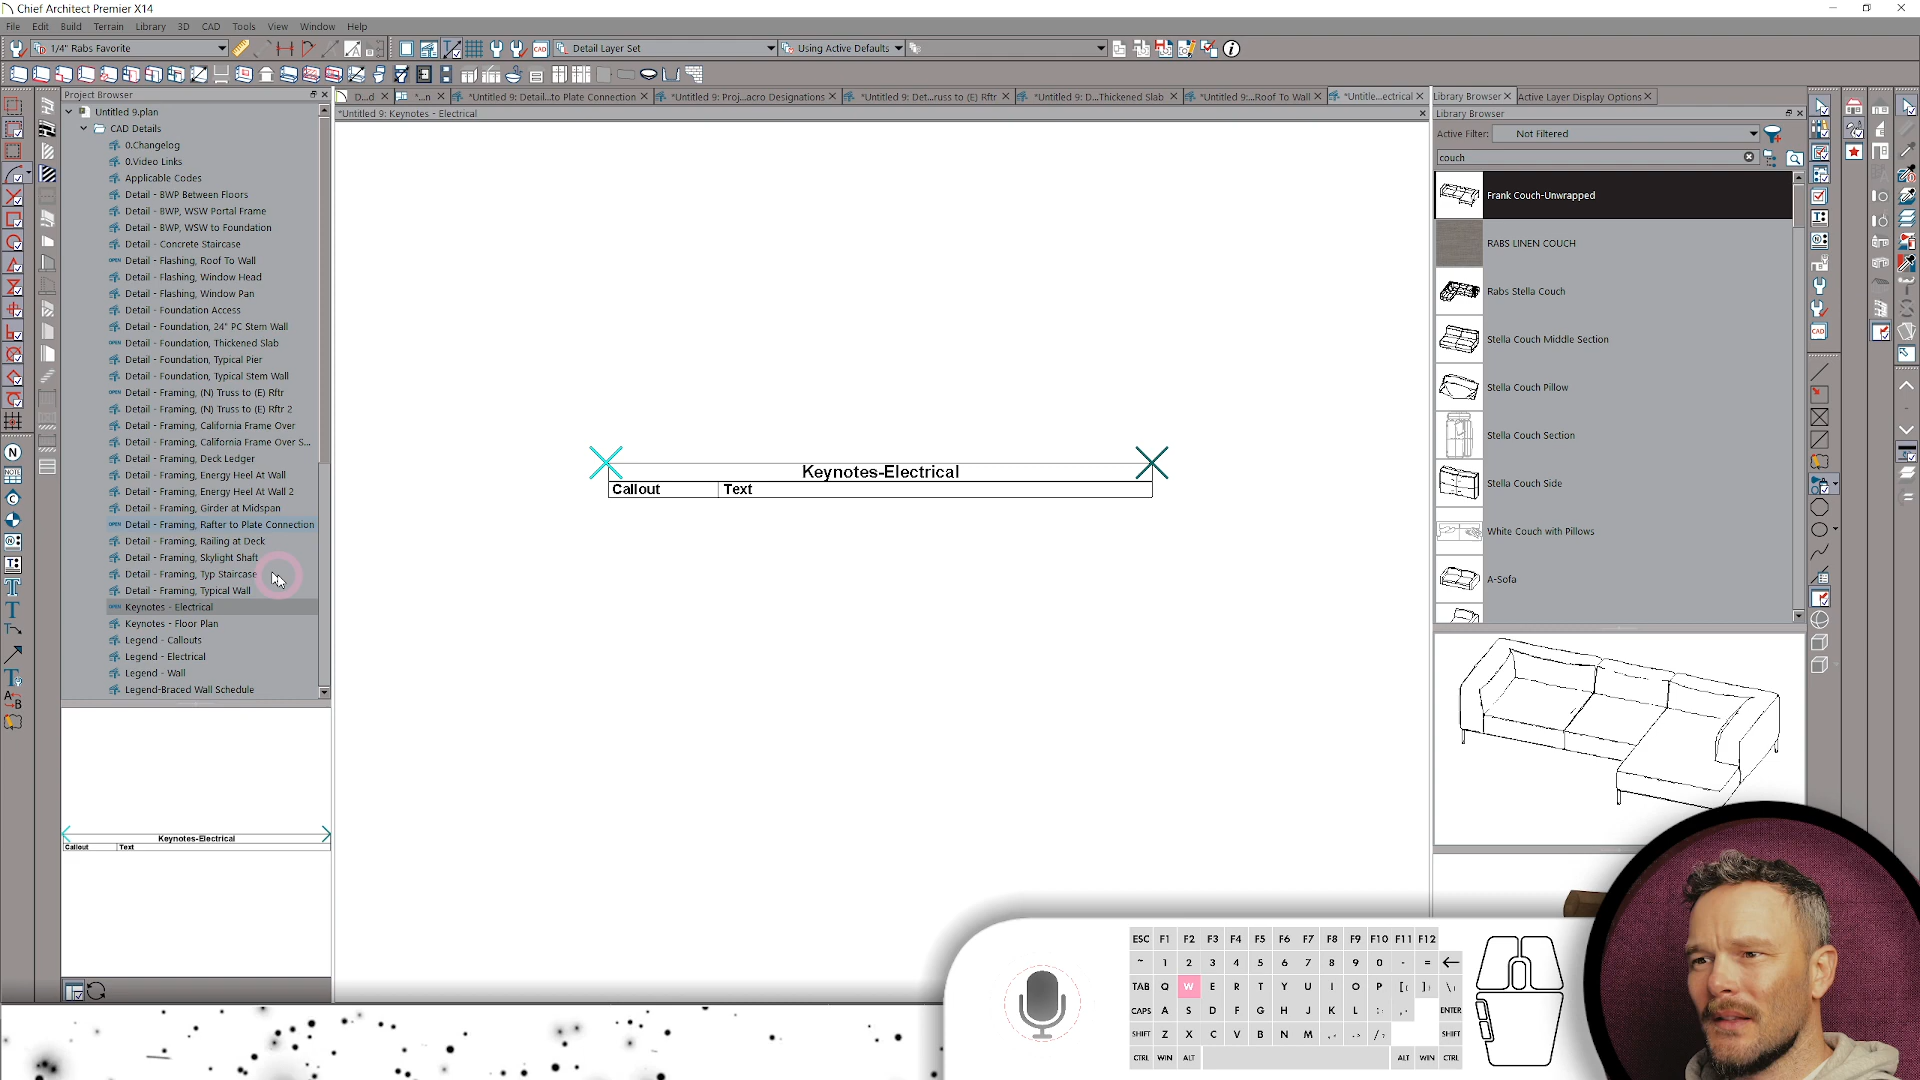 Chief Architect Premier X14
File Edit Build Terrain Library 3D CAD Tools View Window Help
1/4" Rabs Favorite
CAD
Detail Layer Set
Using Active Defaults
Project Browser
D...d
*...n
*Untitled 9: Detail...to Plate Connection
*Untitled 9: Proj...acro Designations
*Untitled 9: Det...russ to (E) Rftr
*Untitled 9: D...Thickened Slab
*Untitled 9:...Roof To Wall
*Untitle...ectrical
Library Browser
Active Layer Display Options
*Untitled 9: Keynotes - Electrical
Library Browser
Untitled 9.plan
CAD Details
0.Changelog
0.Video Links
Applicable Codes
Detail - BWP Between Floors
Detail - BWP, WSW Portal Frame
Detail - BWP, WSW to Foundation
Detail - Concrete Staircase
OPEN Detail - Flashing, Roof To Wall
Detail - Flashing, Window Head
Detail - Flashing, Window Pan
Detail - Foundation Access
Detail - Foundation, 24" PC Stem Wall
OPEN Detail - Foundation, Thickened Slab
Detail - Foundation, Typical Pier
Detail - Foundation, Typical Stem Wall
OPEN Detail - Framing, (N) Truss to (E) Rftr
Detail - Framing, (N) Truss to (E) Rftr 2
Detail - Framing, California Frame Over
Detail - Framing, California Frame Over S...
Detail - Framing, Deck Ledger
Detail - Framing, Energy Heel At Wall
Detail - Framing, Energy Heel At Wall 2
Detail - Framing, Girder at Midspan
OPEN Detail - Framing, Rafter to Plate Connection
Detail - Framing, Railing at Deck
Detail - Framing, Skylight Shaft
Detail - Framing, Typ Staircase
Detail - Framing, Typical Wall
OPEN Keynotes - Electrical
Keynotes - Floor Plan
Legend - Callouts
Legend - Electrical
Legend - Wall
Legend-Braced Wall Schedule
Keynotes-Electrical
Callout Text
Keynotes-Electrical
Callout Text
Active Filter: Not Filtered
couch
Frank Couch-Unwrapped
RABS LINEN COUCH
Rabs Stella Couch
Stella Couch Middle Section
Stella Couch Pillow
Stella Couch Section
Stella Couch Side
White Couch with Pillows
A-Sofa
CAD
ESC F1 F2 F3 F4 F5 F6 F7 F8 F9 F10 F11 F12
~ 1 2 3 4 5 6 7 8 9 0 - =
TAB Q W E R T Y U I O P [{ ]} \|
CAPS A S D F G H J K L ENTER
SHIFT Z X C V B N M SHIFT
CTRL WIN ALT ALT WIN CTRL